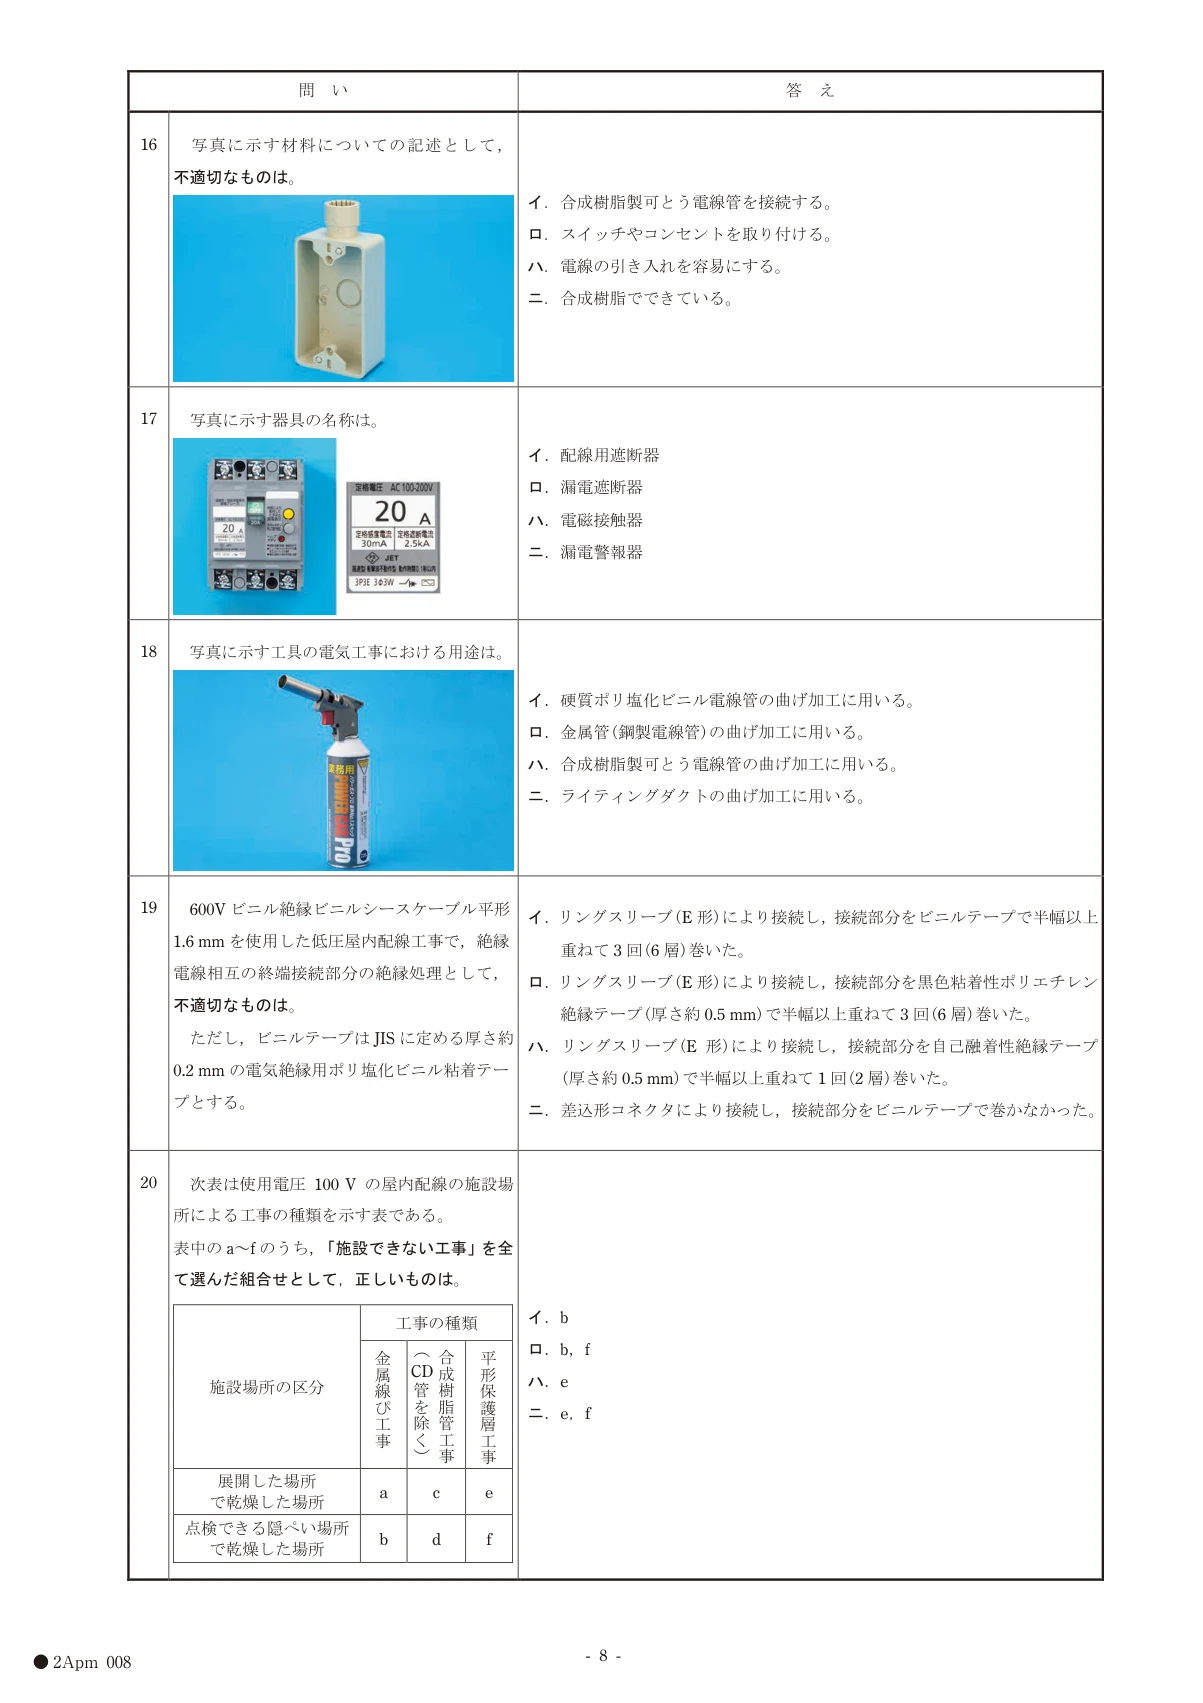 問　い
答　え
16
写真に示す材料についての記述として，
不適切なものは。
イ．合成樹脂製可とう電線管を接続する。
ロ．スイッチやコンセントを取り付ける。
ハ．電線の引き入れを容易にする。
ニ．合成樹脂でできている。
17
写真に示す器具の名称は。
20 A
定格電圧 AC 100-200V
20 A
定格感度電流 定格遮断電流
30mA 2.5kA
JET
高速型 衝撃波不動作型 動作時間0.1秒以内
3P3E 3φ3W
イ．配線用遮断器
ロ．漏電遮断器
ハ．電磁接触器
ニ．漏電警報器
18
写真に示す工具の電気工事における用途は。
業務用
POWER GAS
Pro
イ．硬質ポリ塩化ビニル電線管の曲げ加工に用いる。
ロ．金属管(鋼製電線管)の曲げ加工に用いる。
ハ．合成樹脂製可とう電線管の曲げ加工に用いる。
ニ．ライティングダクトの曲げ加工に用いる。
19
600V ビニル絶縁ビニルシースケーブル平形
1.6 mm を使用した低圧屋内配線工事で，絶縁
電線相互の終端接続部分の絶縁処理として，
不適切なものは。
ただし，ビニルテープは JIS に定める厚さ約
0.2 mm の電気絶縁用ポリ塩化ビニル粘着テー
プとする。
イ．リングスリーブ(E 形)により接続し，接続部分をビニルテープで半幅以上
重ねて 3 回(6 層)巻いた。
ロ．リングスリーブ(E 形)により接続し，接続部分を黒色粘着性ポリエチレン
絶縁テープ(厚さ約 0.5 mm)で半幅以上重ねて 3 回(6 層)巻いた。
ハ．リングスリーブ(E 形)により接続し，接続部分を自己融着性絶縁テープ
(厚さ約 0.5 mm)で半幅以上重ねて 1 回(2 層)巻いた。
ニ．差込形コネクタにより接続し，接続部分をビニルテープで巻かなかった。
20
次表は使用電圧 100 V の屋内配線の施設場
所による工事の種類を示す表である。
表中の a～f のうち，「施設できない工事」を全
て選んだ組合せとして，正しいものは。
施設場所の区分
工事の種類
金属線ぴ工事
合成樹脂管工事
(CD管を除く)
平形保護層工事
展開した場所
で乾燥した場所
a c e
点検できる隠ぺい場所
で乾燥した場所
b d f
イ．b
ロ．b，f
ハ．e
ニ．e，f
- 8 -
●2Apm 008